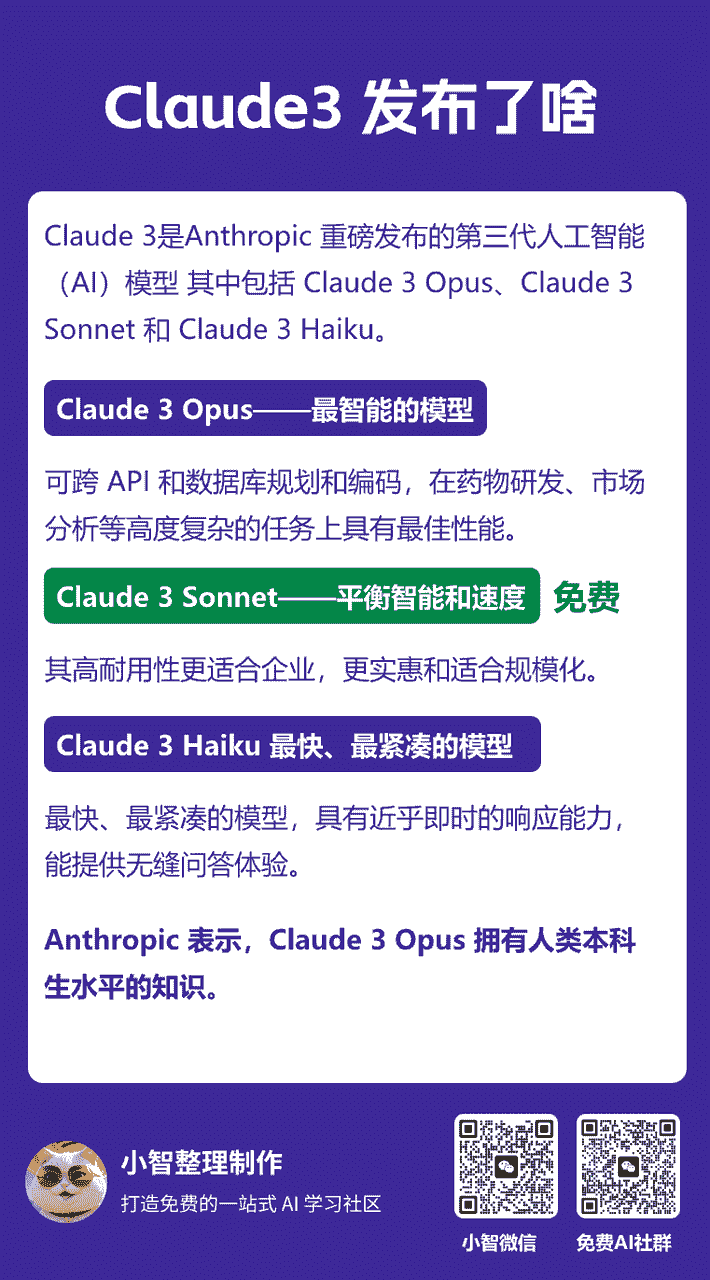 Claude3 发布了啥
Claude 3是Anthropic 重磅发布的第三代人工智能
（AI）模型 其中包括 Claude 3 Opus、Claude 3
Sonnet 和 Claude 3 Haiku。
Claude 3 Opus——最智能的模型
可跨 API 和数据库规划和编码，在药物研发、市场
分析等高度复杂的任务上具有最佳性能。
Claude 3 Sonnet——平衡智能和速度 免费
其高耐用性更适合企业，更实惠和适合规模化。
Claude 3 Haiku 最快、最紧凑的模型
最快、最紧凑的模型，具有近乎即时的响应能力，
能提供无缝问答体验。
Anthropic 表示，Claude 3 Opus 拥有人类本科
生水平的知识。
小智整理制作
打造免费的一站式 AI 学习社区
小智微信
免费AI社群